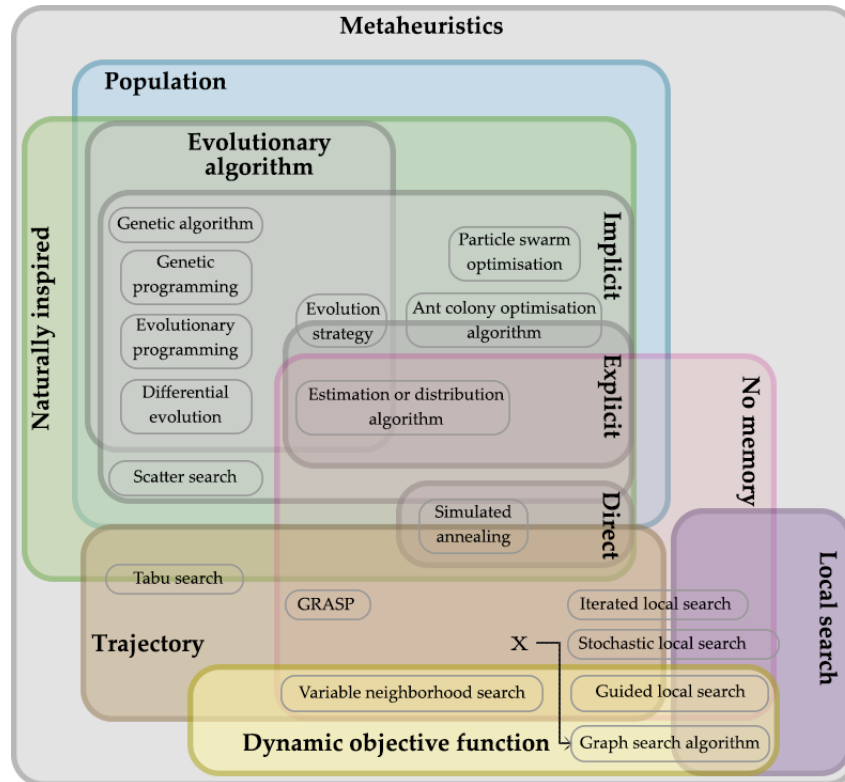 Metaheuristics
Population
Evolutionary
algorithm
Naturally inspired
Implicit
Genetic algorithm
Particle swarm
optimisation
Genetic
programming
Evolution
strategy
Ant colony optimisation
algorithm
Evolutionary
programming
Explicit
No memory
Differential
evolution
Estimation or distribution
algorithm
Scatter search
Direct
Simulated
annealing
Local search
Tabu search
GRASP
Iterated local search
Trajectory
X
Stochastic local search
Variable neighborhood search
Guided local search
Dynamic objective function
Graph search algorithm